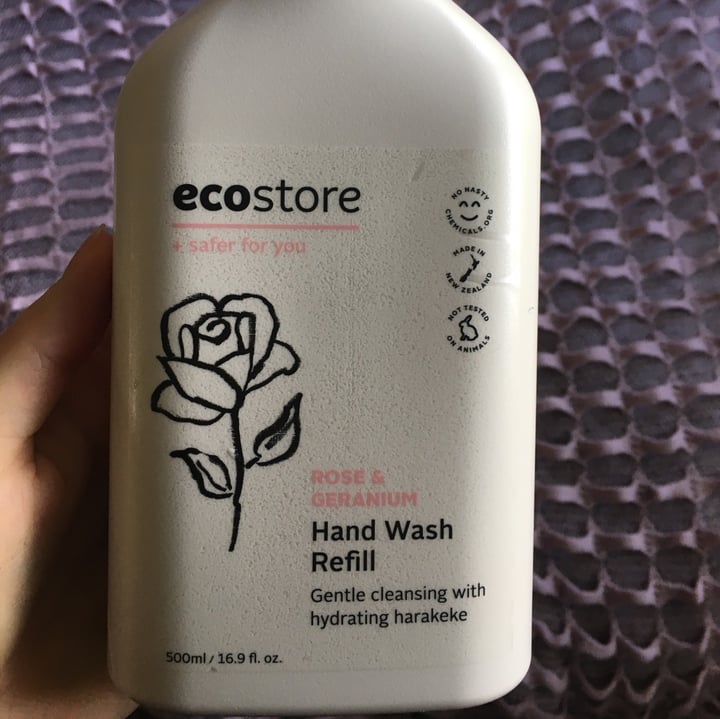 ecostore
+ safer for you
NO NASTY
CHEMICALS.ORG
MADE IN
NEW ZEALAND
NOT TESTED
ON ANIMALS
ROSE &
GERANIUM
Hand Wash
Refill
Gentle cleansing with
hydrating harakeke
500ml / 16.9 fl. oz.